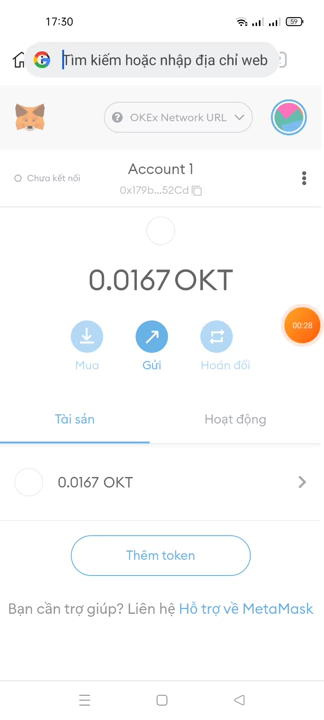 17:30
59
Tìm kiếm hoặc nhập địa chỉ web
OKEx Network URL
Chưa kết nối
Account 1
0x179b...52Cd
0.0167 OKT
00:28
Mua
Gửi
Hoán đổi
Tài sản
Hoạt động
0.0167 OKT
Thêm token
Bạn cần trợ giúp? Liên hệ Hỗ trợ về MetaMask